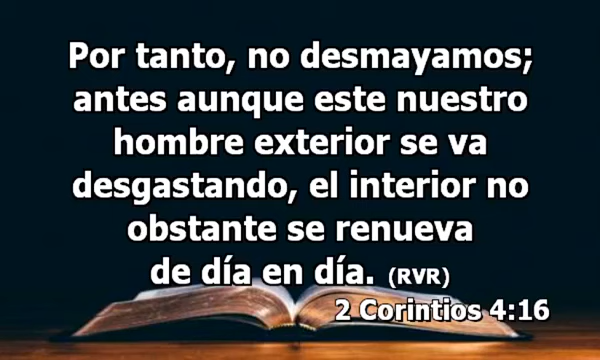 Por tanto, no desmayamos;
antes aunque este nuestro
hombre exterior se va
desgastando, el interior no
obstante se renueva
de día en día. (RVR)
2 Corintios 4:16